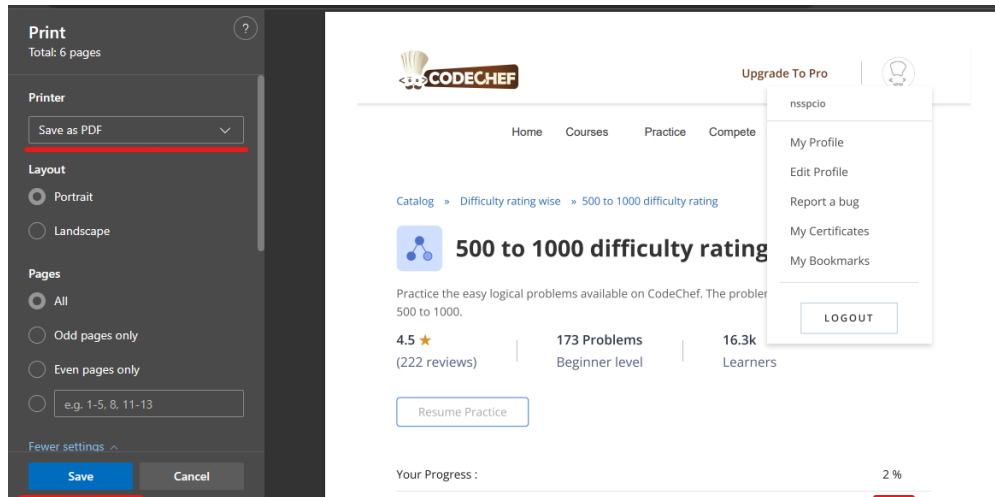 Print
Total: 6 pages
?
Printer
Save as PDF
Layout
Portrait
Landscape
Pages
All
Odd pages only
Even pages only
e.g. 1-5, 8, 11-13
Fewer settings
Save Cancel
CODECHEF
Upgrade To Pro
nsspcio
My Profile
Edit Profile
Report a bug
My Certificates
My Bookmarks
LOGOUT
Home Courses Practice Compete
Catalog » Difficulty rating wise » 500 to 1000 difficulty rating
500 to 1000 difficulty rating
Practice the easy logical problems available on CodeChef. The
500 to 1000.
4.5 ★ 173 Problems 16.3k
(222 reviews) Beginner level Learners
Resume Practice
Your Progress : 2 %